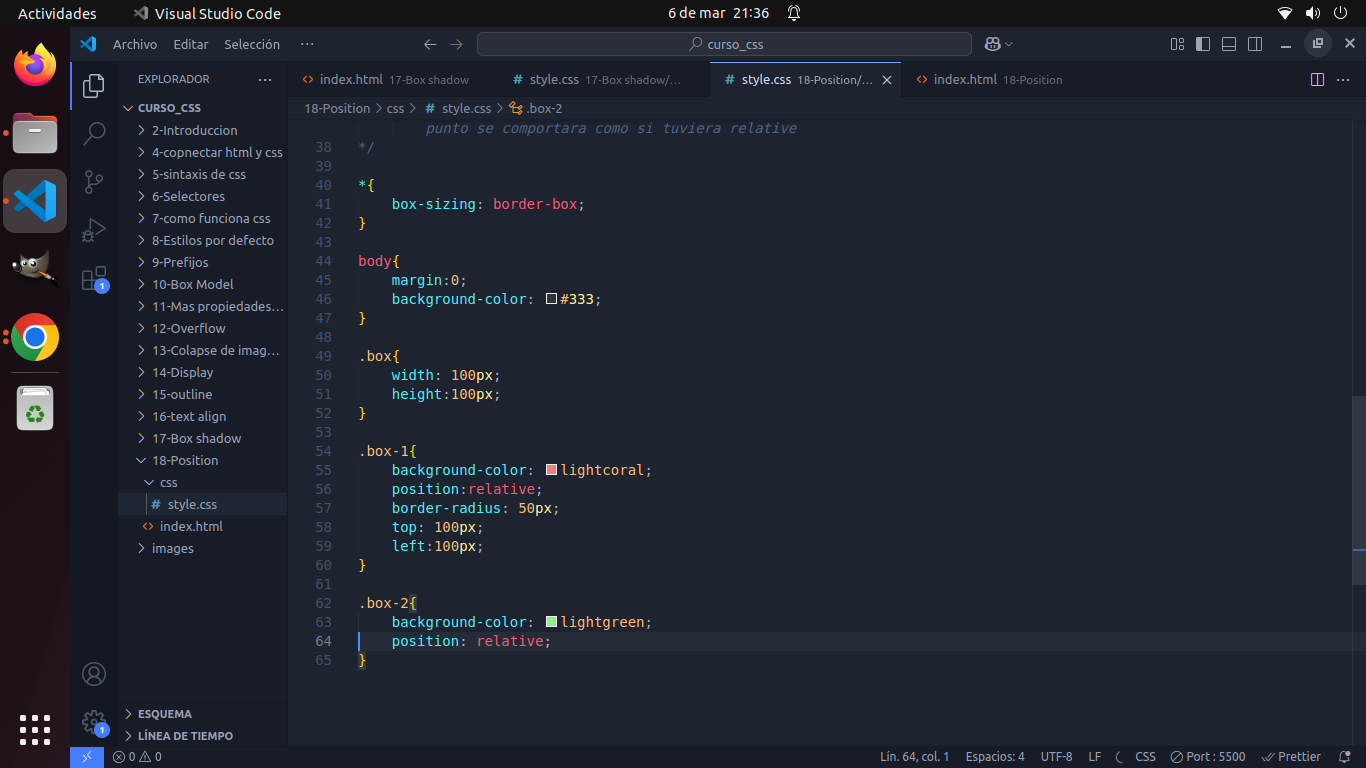 Actividades
Visual Studio Code
6 de mar 21:36
Archivo Editar Selección ···
curso_css
EXPLORADOR ···
index.html 17-Box shadow
# style.css 17-Box shadow/...
# style.css 18-Position/...
index.html 18-Position
18-Position > css > # style.css > .box-2
CURSO_CSS
2-Introduccion
4-copnectar html y css
5-sintaxis de css
6-Selectores
7-como funciona css
8-Estilos por defecto
9-Prefijos
10-Box Model
11-Mas propiedades...
12-Overflow
13-Colapse de imag...
14-Display
15-outline
16-text align
17-Box shadow
18-Position
css
# style.css
index.html
images
ESQUEMA
LÍNEA DE TIEMPO
1
1
punto se comportara como si tuviera relative
38 */
39
40 *{
41 box-sizing: border-box;
42 }
43
44 body{
45 margin:0;
46 background-color: #333;
47 }
48
49 .box{
50 width: 100px;
51 height:100px;
52 }
53
54 .box-1{
55 background-color: lightcoral;
56 position:relative;
57 border-radius: 50px;
58 top: 100px;
59 left:100px;
60 }
61
62 .box-2{
63 background-color: lightgreen;
64 position: relative;
65 }
0 0
Lín. 64, col. 1 Espacios: 4 UTF-8 LF CSS Port : 5500 Prettier